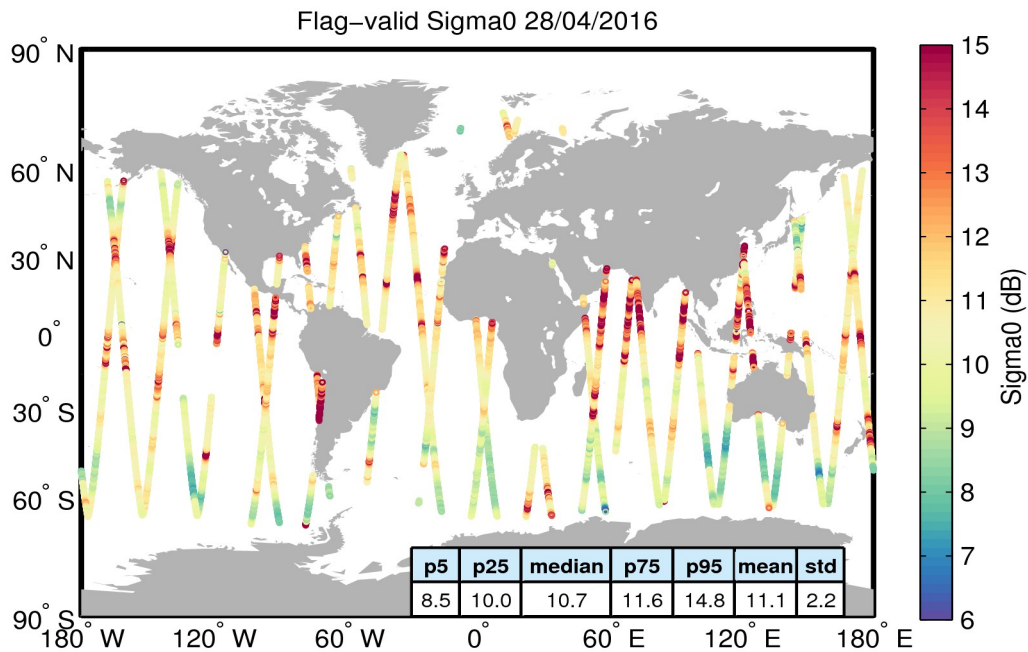 Flag−valid Sigma0 28/04/2016
90° N
60° N
30° N
0°
30° S
60° S
90° S
180° W
120° W
60° W
0°
60° E
120° E
180° E
p5 p25 median p75 p95 mean std
8.5 10.0 10.7 11.6 14.8 11.1 2.2
15
14
13
12
11
10
9
8
7
6
Sigma0 (dB)